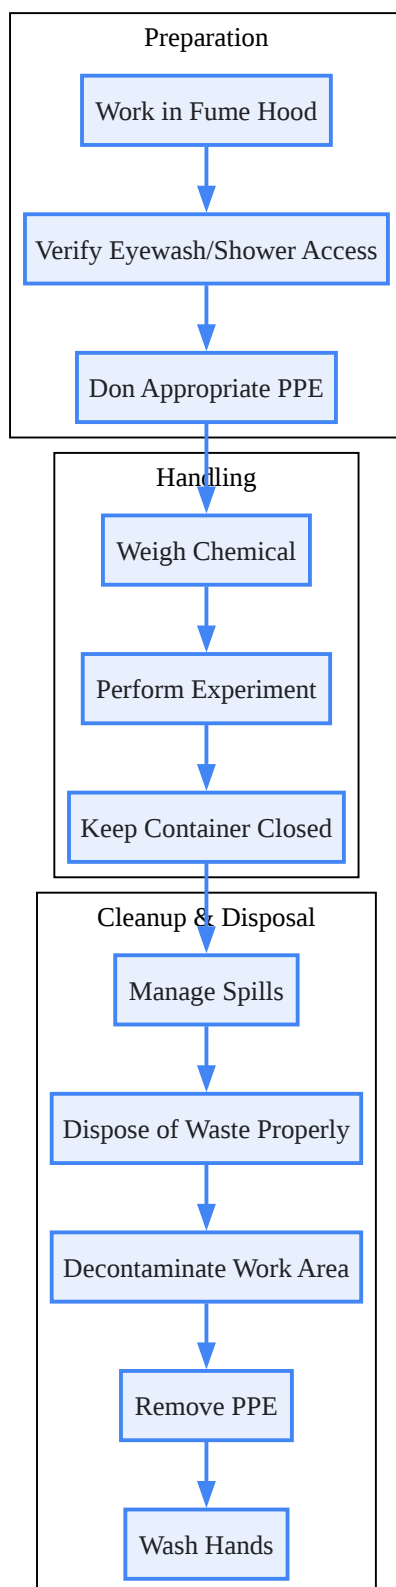 Preparation
Work in Fume Hood
Verify Eyewash/Shower Access
Don Appropriate PPE
Handling
Weigh Chemical
Perform Experiment
Keep Container Closed
Cleanup & Disposal
Manage Spills
Dispose of Waste Properly
Decontaminate Work Area
Remove PPE
Wash Hands